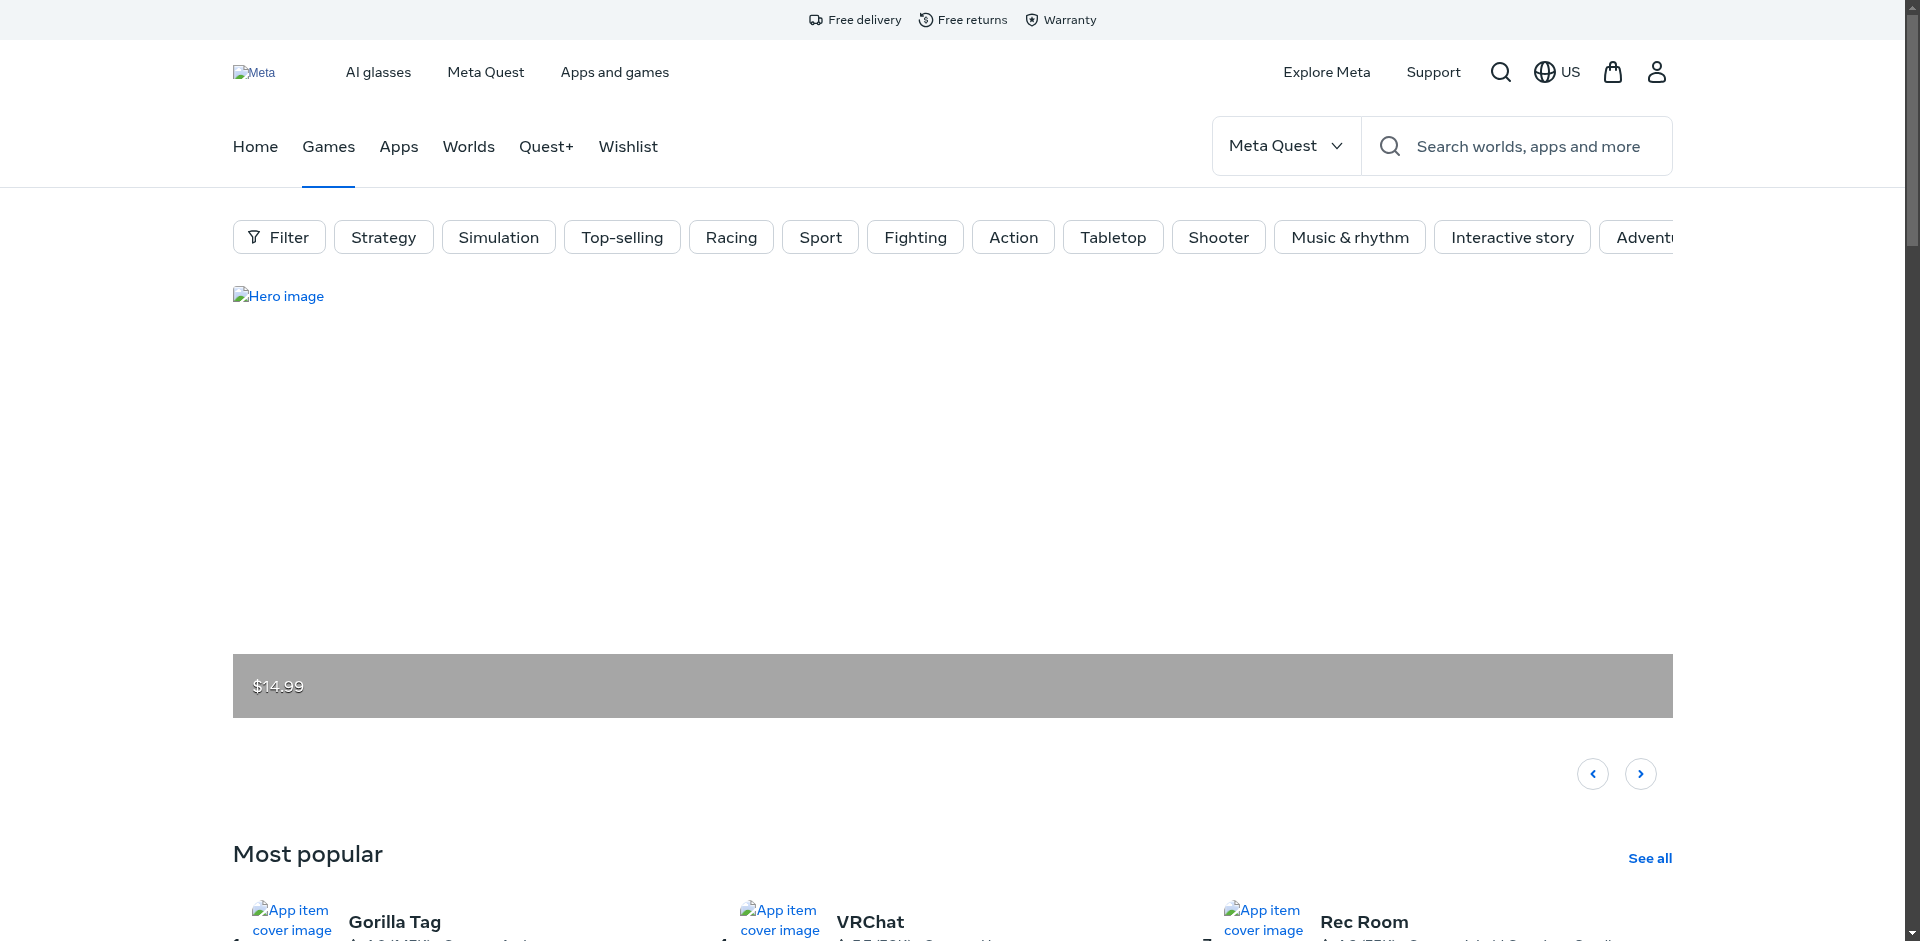 Free delivery
Free returns
Warranty
Meta
AI glasses
Meta Quest
Apps and games
Explore Meta
Support
US
Home
Games
Apps
Worlds
Quest+
Wishlist
Meta Quest
Search worlds, apps and more
Filter
Strategy
Simulation
Top-selling
Racing
Sport
Fighting
Action
Tabletop
Shooter
Music & rhythm
Interactive story
Hero image
$14.99
Most popular
See all
App item
cover image
Gorilla Tag
App item
cover image
VRChat
App item
cover image
Rec Room